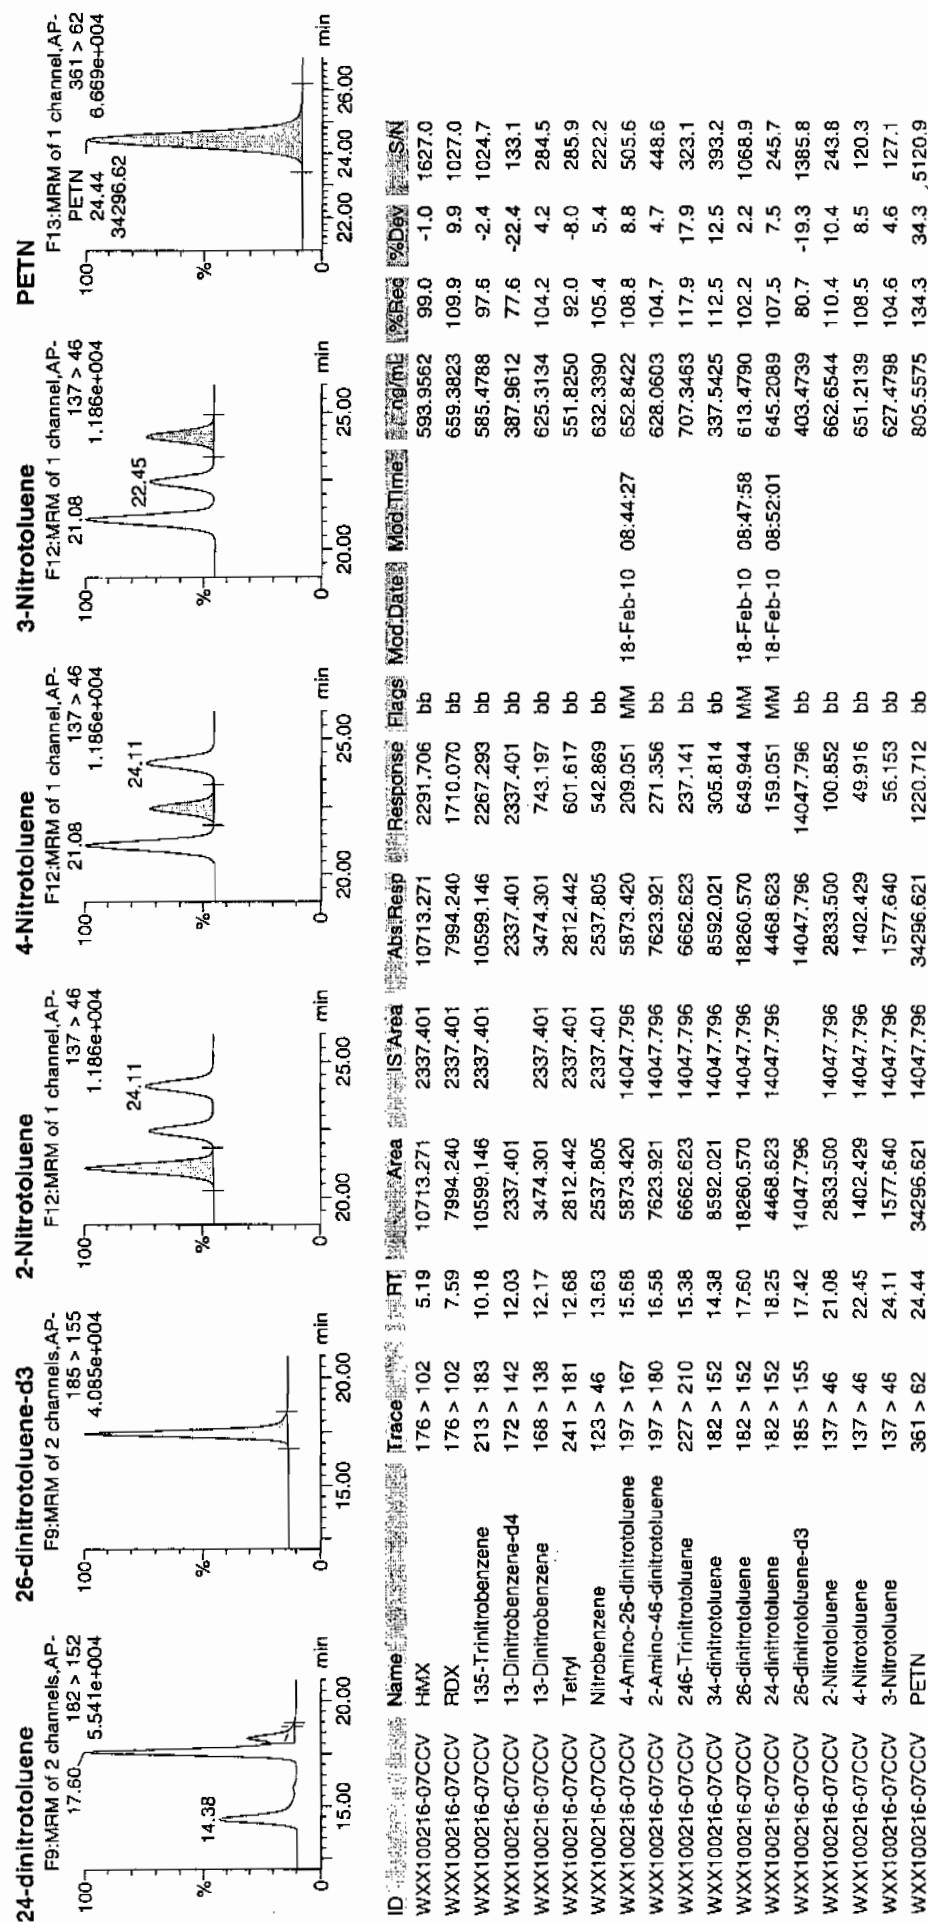 24-dinitrotoluene
F9:MRM of 2 channels,AP-
17.60 182 > 152
5.541e+004
100
14.38
%
0
15.00 20.00 min
26-dinitrotoluene-d3
F9:MRM of 2 channels,AP-
185 > 155
4.085e+004
100
%
0
15.00 20.00 min
2-Nitrotoluene
F12:MRM of 1 channel,AP-
137 > 46
1.186e+004
100
24.11
%
0
20.00 25.00 min
4-Nitrotoluene
F12:MRM of 1 channel,AP-
21.08 137 > 46
1.186e+004
100
24.11
%
0
20.00 25.00 min
3-Nitrotoluene
F12:MRM of 1 channel,AP-
21.08 137 > 46
1.186e+004
100
22.45
%
0
20.00 25.00 min
PETN
F13:MRM of 1 channel,AP-
PETN 361 > 62
24.44 6.669e+004
34296.62
100
%
0
22.00 24.00 26.00 min
ID Name Trace RT Area IS Area Abs.Resp Response Flags Mod.Date Mod.Time ng/mL %Rec %Dev S/N
WXX100216-07CCV HMX 176 > 102 5.19 10713.271 2337.401 10713.271 2291.706 bb 593.9562 99.0 -1.0 1627.0
WXX100216-07CCV RDX 176 > 102 7.59 7994.240 2337.401 7994.240 1710.070 bb 659.3823 109.9 9.9 1027.0
WXX100216-07CCV 135-Trinitrobenzene 213 > 183 10.18 10599.146 2337.401 10599.146 2267.293 bb 585.4788 97.6 -2.4 1024.7
WXX100216-07CCV 13-Dinitrobenzene-d4 172 > 142 12.03 2337.401 2337.401 2337.401 bb 387.9612 77.6 -22.4 133.1
WXX100216-07CCV 13-Dinitrobenzene 168 > 138 12.17 3474.301 2337.401 3474.301 743.197 bb 625.3134 104.2 4.2 284.5
WXX100216-07CCV Tetryl 241 > 181 12.68 2812.442 2337.401 2812.442 601.617 bb 551.8250 92.0 -8.0 285.9
WXX100216-07CCV Nitrobenzene 123 > 46 13.63 2537.805 2337.401 2537.805 542.869 bb 632.3390 105.4 5.4 222.2
WXX100216-07CCV 4-Amino-26-dinitrotoluene 197 > 167 15.68 5873.420 14047.796 5873.420 209.051 MM 18-Feb-10 08:44:27 652.8422 108.8 8.8 505.6
WXX100216-07CCV 2-Amino-46-dinitrotoluene 197 > 180 16.58 7623.921 14047.796 7623.921 271.356 bb 628.0603 104.7 4.7 448.6
WXX100216-07CCV 246-Trinitrotoluene 227 > 210 15.38 6662.623 14047.796 6662.623 237.141 bb 707.3463 117.9 17.9 323.1
WXX100216-07CCV 34-dinitrotoluene 182 > 152 14.38 8592.021 14047.796 8592.021 305.814 bb 337.5425 112.5 12.5 393.2
WXX100216-07CCV 26-dinitrotoluene 182 > 152 17.60 18260.570 14047.796 18260.570 649.944 MM 18-Feb-10 08:47:58 613.4790 102.2 2.2 1068.9
WXX100216-07CCV 24-dinitrotoluene 182 > 152 18.25 4468.623 14047.796 4468.623 159.051 MM 18-Feb-10 08:52:01 645.2089 107.5 7.5 245.7
WXX100216-07CCV 26-dinitrotoluene-d3 185 > 155 17.42 14047.796 14047.796 14047.796 bb 403.4739 80.7 -19.3 1385.8
WXX100216-07CCV 2-Nitrotoluene 137 > 46 21.08 2833.500 14047.796 2833.500 100.852 bb 662.6544 110.4 10.4 243.8
WXX100216-07CCV 4-Nitrotoluene 137 > 46 22.45 1402.429 14047.796 1402.429 49.916 bb 651.2139 108.5 8.5 120.3
WXX100216-07CCV 3-Nitrotoluene 137 > 46 24.11 1577.640 14047.796 1577.640 56.153 bb 627.4798 104.6 4.6 127.1
WXX100216-07CCV PETN 361 > 62 24.44 34296.621 14047.796 34296.621 1220.712 bb 805.5575 134.3 34.3 5120.9